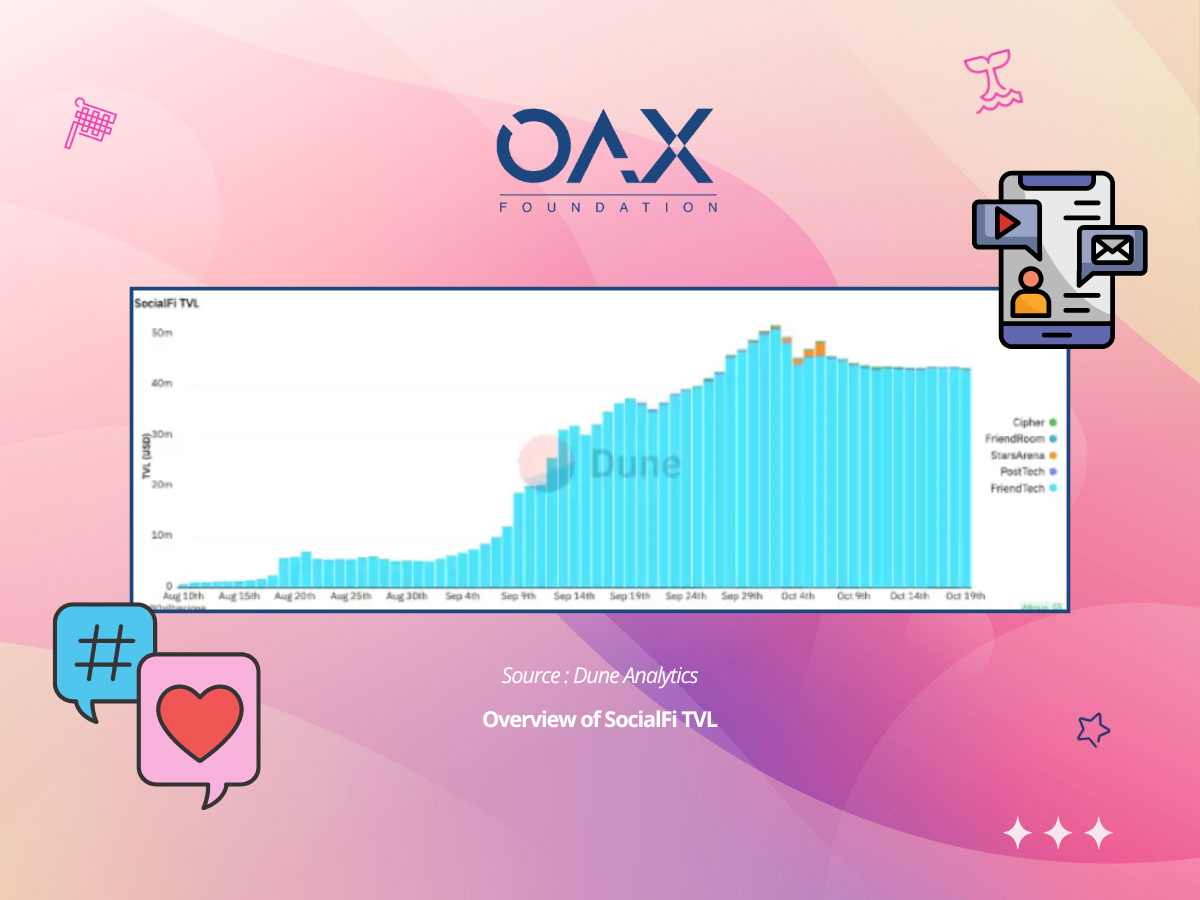 OAX
FOUNDATION
SocialFi TVL
TVL (USD)
50m
40m
30m
20m
10m
0
Dune
Cipher
FriendRoom
StarsArena
PostTech
FriendTech
Aug 10th Aug 15th Aug 20th Aug 25th Aug 30th Sep 4th Sep 9th Sep 14th Sep 19th Sep 24th Sep 29th Oct 4th Oct 9th Oct 14th Oct 19th
#
Source : Dune Analytics
Overview of SocialFi TVL